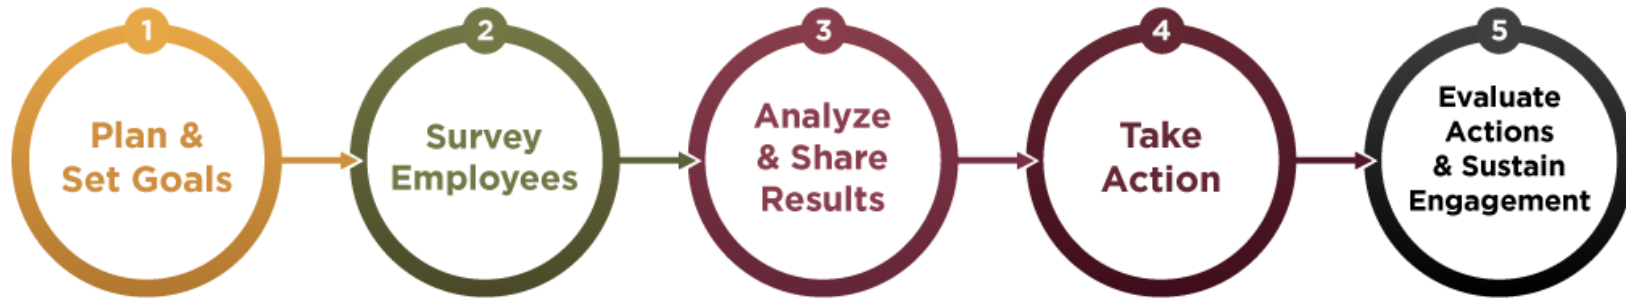 1
Plan &
Set Goals
2
Survey
Employees
3
Analyze
& Share
Results
4
Take
Action
5
Evaluate
Actions
& Sustain
Engagement